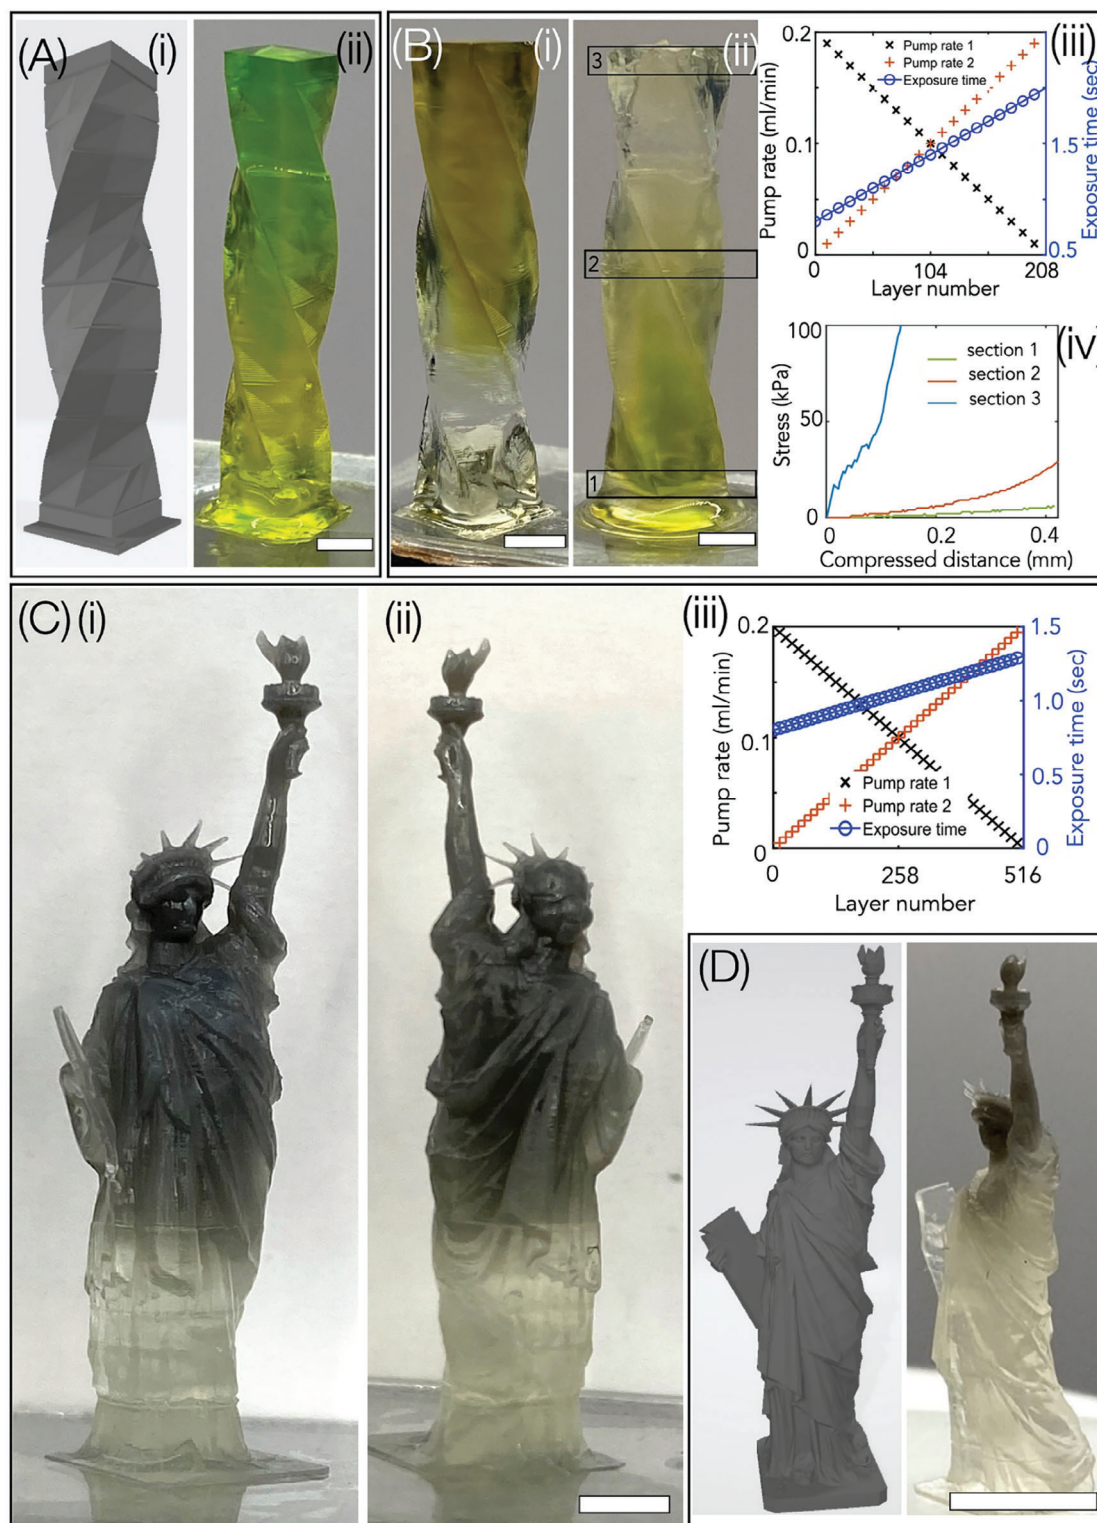 (A)
(i)
(ii)
(B)
(i)
3
2
1
(ii)
(iii)
0.2
0.1
0
Pump rate (ml/min)
× Pump rate 1
+ Pump rate 2
Exposure time
1.5
0.5
Exposure time (sec)
0
104
208
Layer number
(iv)
100
50
0
Stress (kPa)
section 1
section 2
section 3
0
0.2
0.4
Compressed distance (mm)
(C) (i)
(ii)
(iii)
0.2
0.1
0
Pump rate (ml/min)
× Pump rate 1
+ Pump rate 2
Exposure time
1.5
1.0
0.5
0
Exposure time (sec)
0
258
516
Layer number
(D)